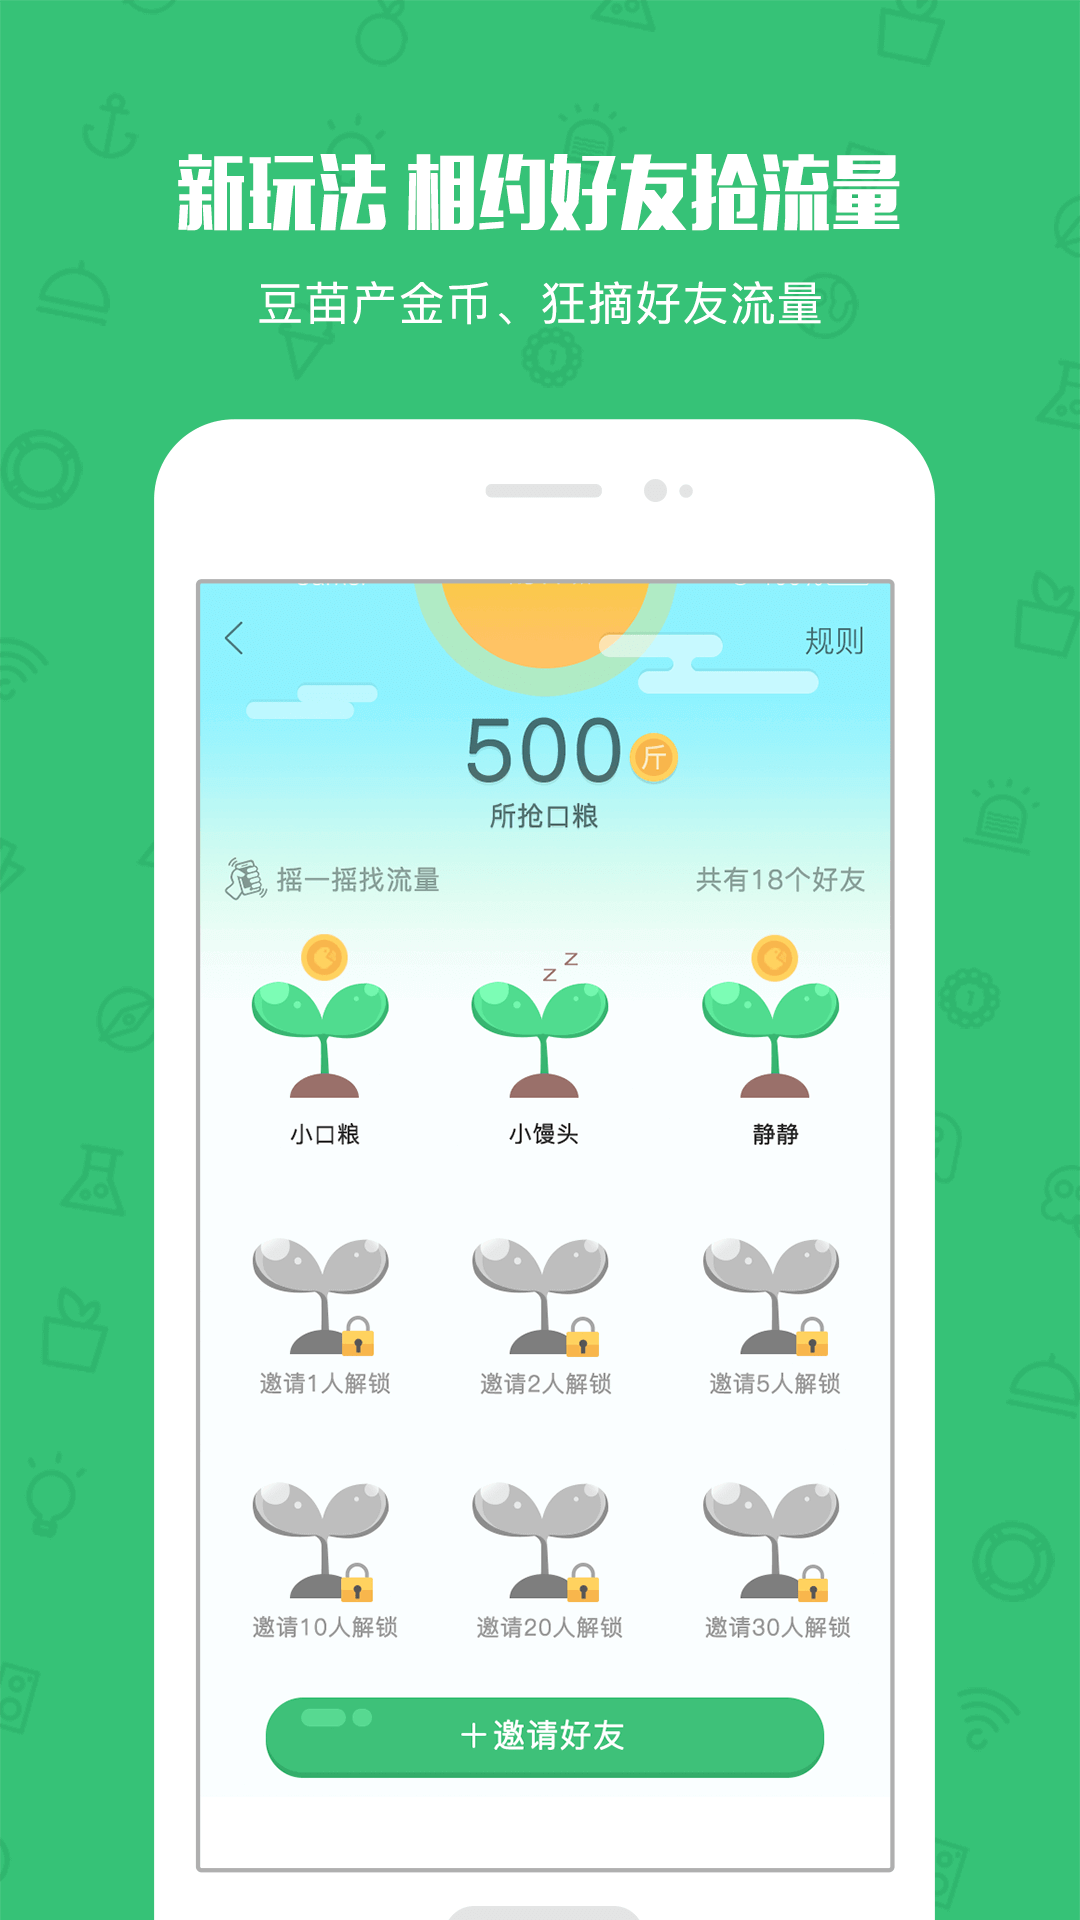 新玩法 相约好友抢流量
豆苗产金币、狂摘好友流量
规则
500斤
所抢口粮
摇一摇找流量
共有18个好友
z z
小口粮
小馒头
静静
邀请1人解锁
邀请2人解锁
邀请5人解锁
邀请10人解锁
邀请20人解锁
邀请30人解锁
＋邀请好友